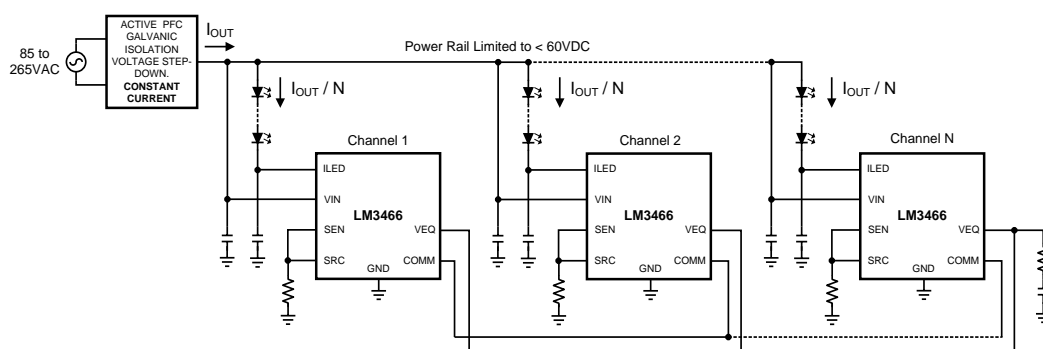 85 to
265VAC
ACTIVE PFC
GALVANIC
ISOLATION
VOLTAGE STEP-
DOWN.
CONSTANT
CURRENT
IOUT
Power Rail Limited to < 60VDC
IOUT / N
IOUT / N
IOUT / N
Channel 1
ILED
VIN
LM3466
SEN
VEQ
SRC
COMM
GND
Channel 2
ILED
VIN
LM3466
SEN
VEQ
SRC
COMM
GND
Channel N
ILED
VIN
LM3466
SEN
VEQ
SRC
COMM
GND